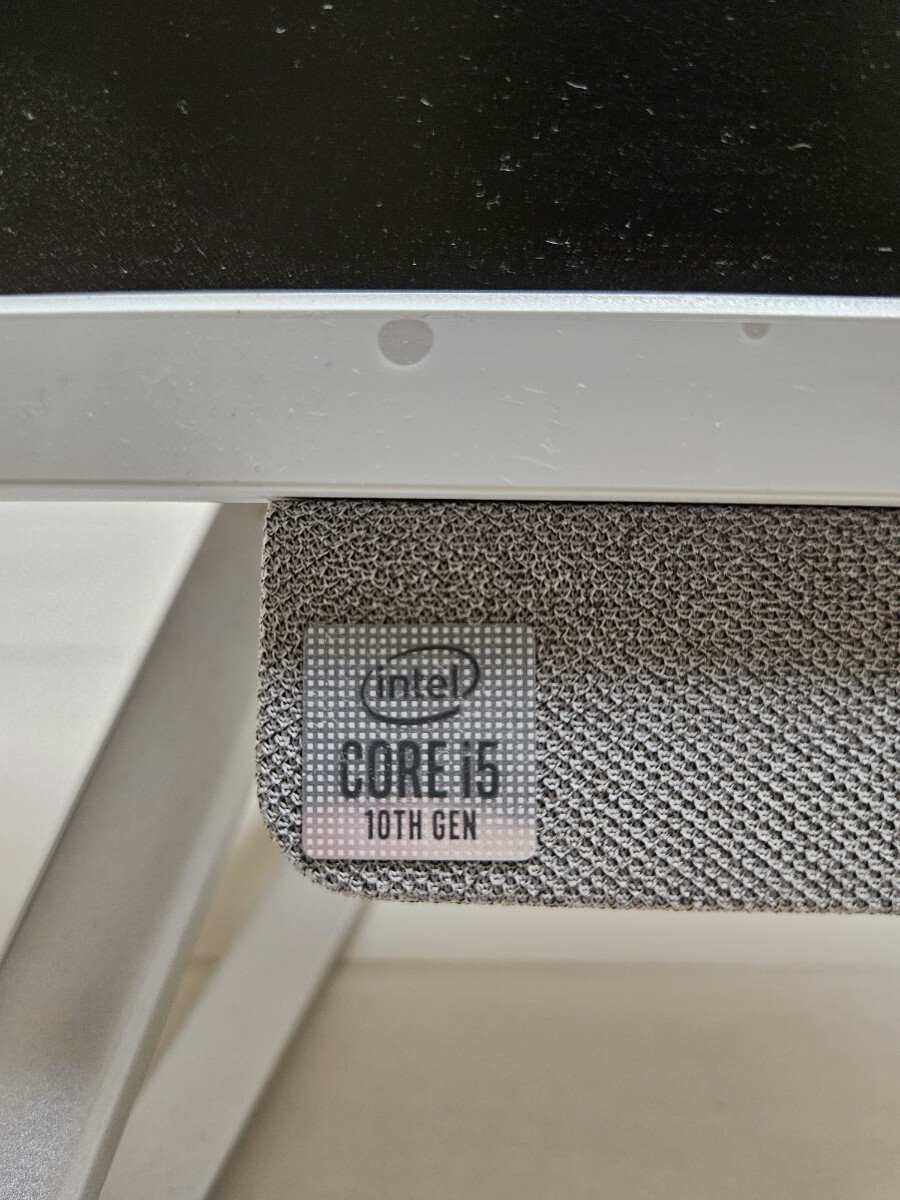 intel
CORE i5
10TH GEN